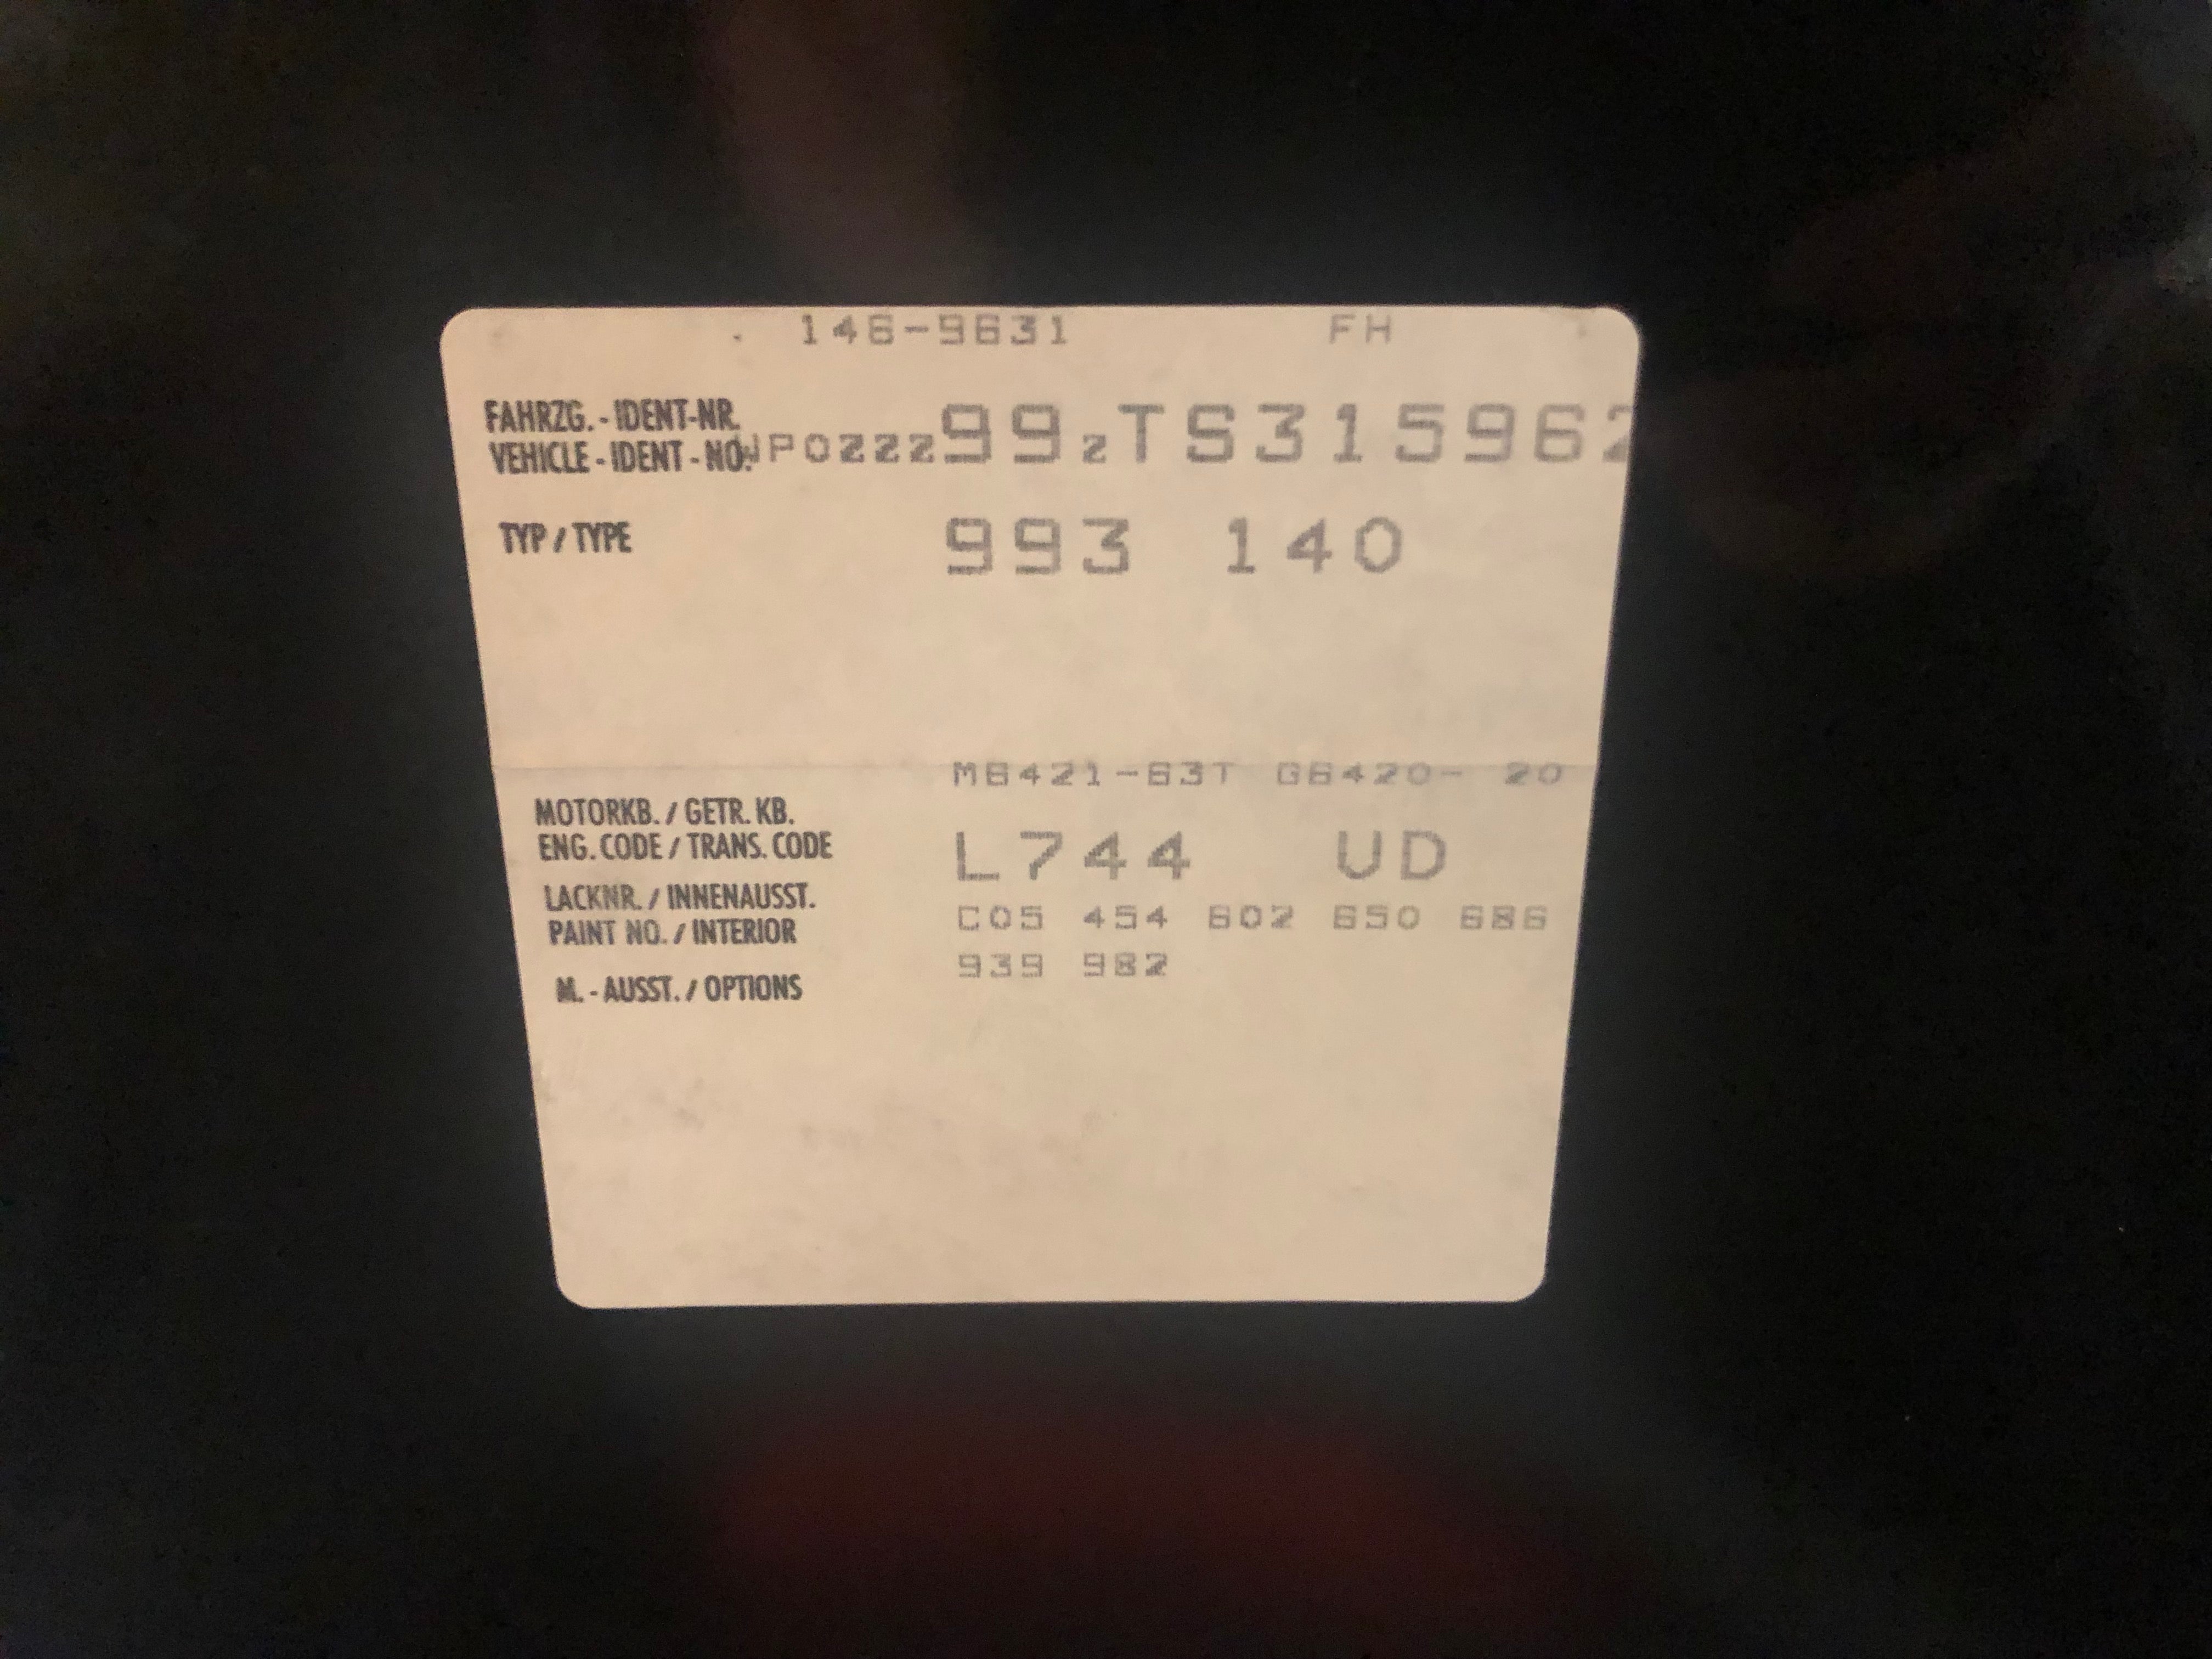 146-9631 FH
FAHRZG.-IDENT-NR.
VEHICLE-IDENT-NO. WP0ZZZ99ZTS315962
TYP / TYPE 993 140
M6421-63T G6420- 20
MOTORKB. / GETR. KB.
ENG. CODE / TRANS. CODE L744 UD
LACKNR. / INNENAUSST.
PAINT NO. / INTERIOR C05 454 602 650 686
939 982
M.-AUSST. / OPTIONS